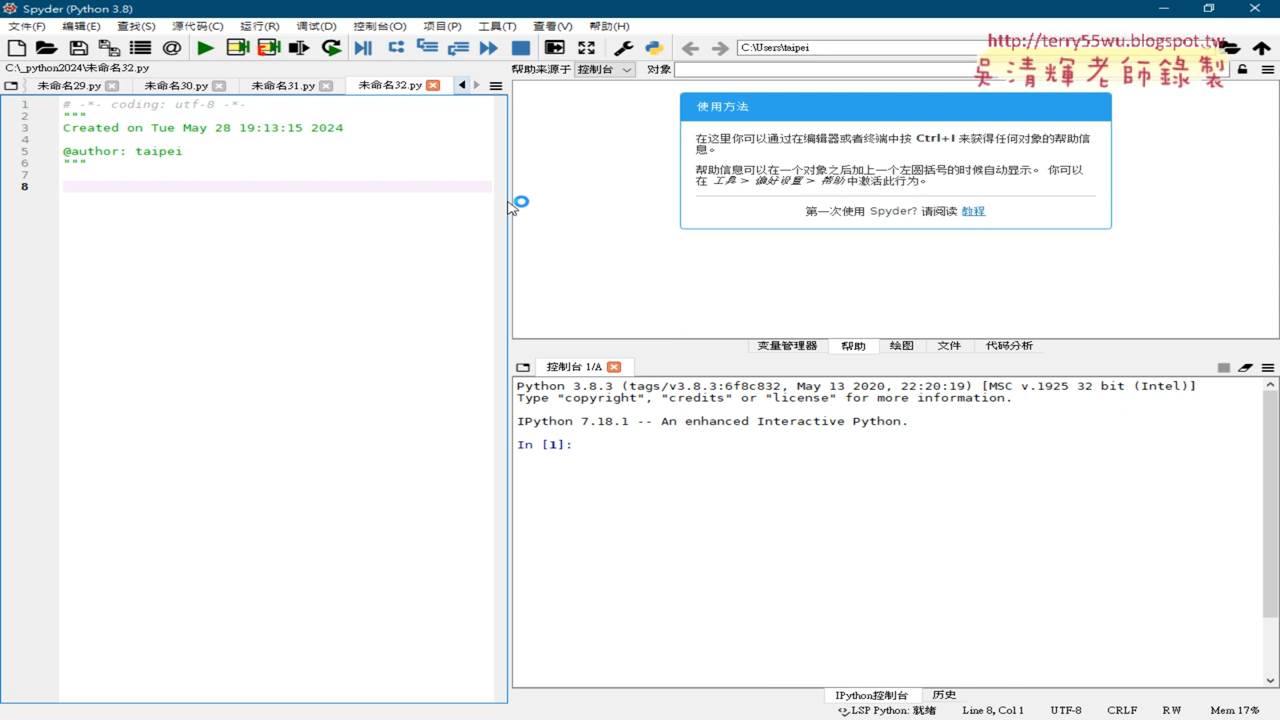 Spyder (Python 3.8)
文件(F) 编辑(E) 查找(S) 源代码(C) 运行(R) 调试(D) 控制台(O) 项目(P) 工具(T) 查看(V) 帮助(H)
C:\Users\taipei
http://terry55wu.blogspot.tw
吳清輝老師錄製
C:\_python2024\未命名32.py
帮助来源于 控制台 对象
未命名29.py 未命名30.py 未命名31.py 未命名32.py
1 # -*- coding: utf-8 -*-
2 """
3 Created on Tue May 28 19:13:15 2024
4
5 @author: taipei
6 """
7
8
使用方法
在这里你可以通过在编辑器或者终端中按 Ctrl+I 来获得任何对象的帮助信
息。
帮助信息可以在一个对象之后加上一个左圆括号的时候自动显示。 你可以
在 工具 > 偏好设置 > 帮助 中激活此行为。
第一次使用 Spyder? 请阅读 教程
变量管理器 帮助 绘图 文件 代码分析
控制台 1/A
Python 3.8.3 (tags/v3.8.3:6f8c832, May 13 2020, 22:20:19) [MSC v.1925 32 bit (Intel)]
Type "copyright", "credits" or "license" for more information.
IPython 7.18.1 -- An enhanced Interactive Python.
In [1]:
IPython控制台 历史
LSP Python: 就绪 Line 8, Col 1 UTF-8 CRLF RW Mem 17%